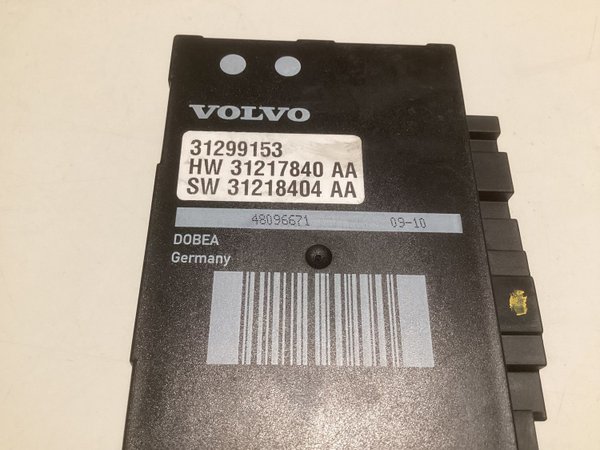 VOLVO
31299153
HW 31217840 AA
SW 31218404 AA
48096671 09-10
DOBEA
Germany